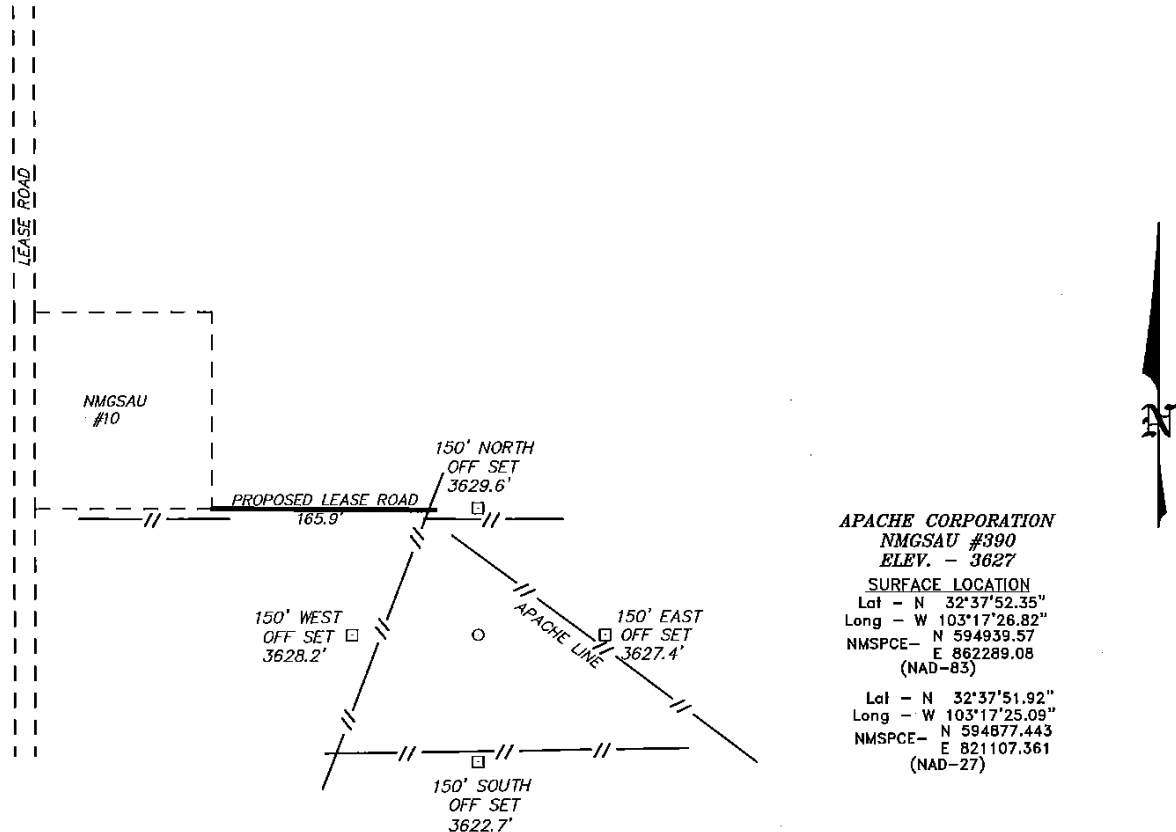 LEASE ROAD
NMGSAU
#10
150' NORTH
OFF SET
3629.6'
PROPOSED LEASE ROAD
165.9'
150' WEST
OFF SET
3628.2'
APACHE LINE
150' EAST
OFF SET
3627.4'
150' SOUTH
OFF SET
3622.7'
N
APACHE CORPORATION
NMGSAU #390
ELEV. - 3627
SURFACE LOCATION
Lat - N 32°37'52.35"
Long - W 103°17'26.82"
NMSPCE- N 594939.57
E 862289.08
(NAD-83)
Lat - N 32°37'51.92"
Long - W 103°17'25.09"
NMSPCE- N 594877.443
E 821107.361
(NAD-27)